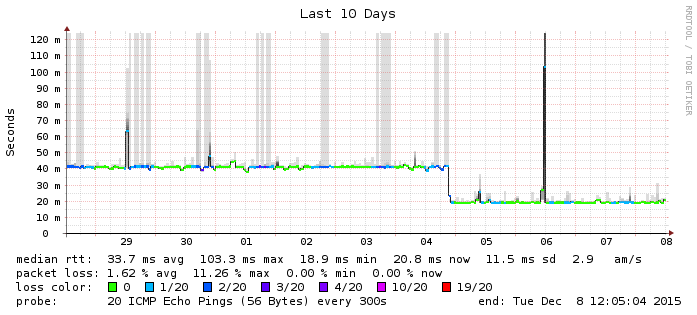 Last 10 Days
RRDTOOL / TOBI OETIKER
Seconds
120 m
110 m
100 m
90 m
80 m
70 m
60 m
50 m
40 m
30 m
20 m
10 m
0
29 30 01 02 03 04 05 06 07 08
median rtt: 33.7 ms avg 103.3 ms max 18.9 ms min 20.8 ms now 11.5 ms sd 2.9 am/s
packet loss: 1.62 % avg 11.26 % max 0.00 % min 0.00 % now
loss color: 0 1/20 2/20 3/20 4/20 10/20 19/20
probe: 20 ICMP Echo Pings (56 Bytes) every 300s end: Tue Dec 8 12:05:04 2015